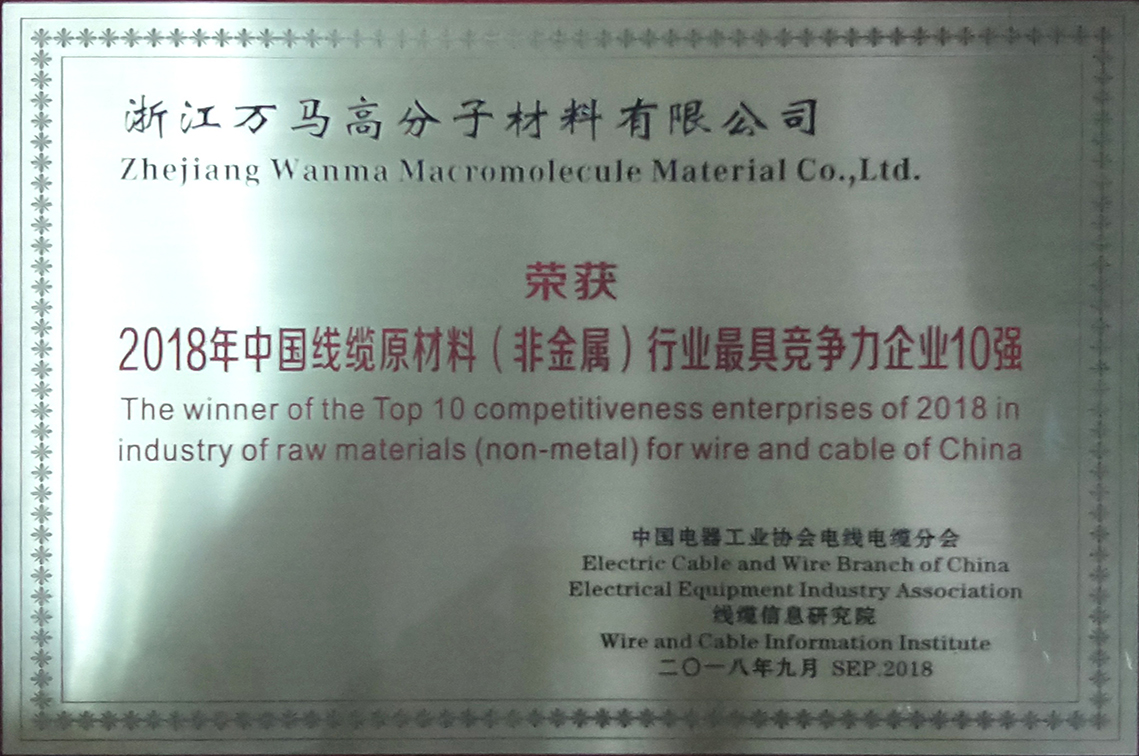 浙江万马高分子材料有限公司
Zhejiang Wanma Macromolecule Material Co.,Ltd.
荣获
2018年中国线缆原材料（非金属）行业最具竞争力企业10强
The winner of the Top 10 competitiveness enterprises of 2018 in
industry of raw materials (non-metal) for wire and cable of China
中国电器工业协会电线电缆分会
Electric Cable and Wire Branch of China
Electrical Equipment Industry Association
线缆信息研究院
Wire and Cable Information Institute
二〇一八年九月 SEP.2018